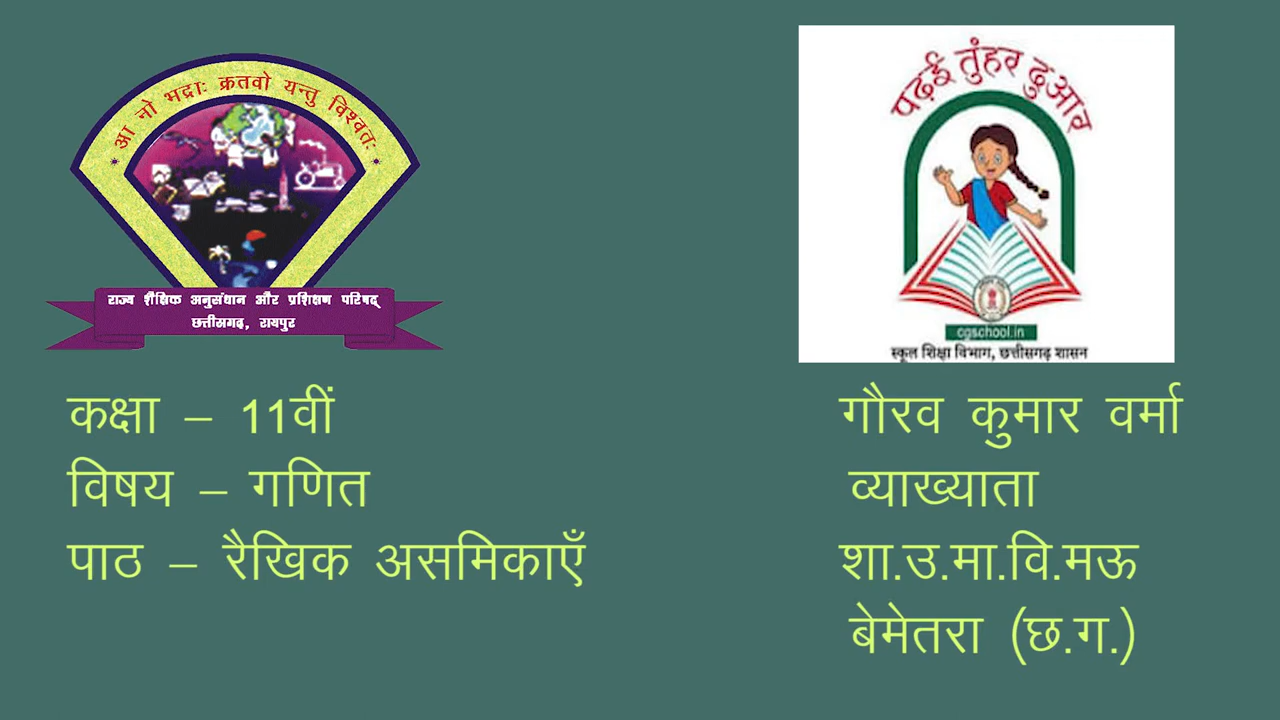 आ नो भद्राः क्रतवो यन्तु विश्वतः
राज्य शैक्षिक अनुसंधान और प्रशिक्षण परिषद्
छत्तीसगढ़, रायपुर
पढ़ई तुंहर दुआर
cgschool.in
स्कूल शिक्षा विभाग, छत्तीसगढ़ शासन
कक्षा – 11वीं
विषय – गणित
पाठ – रैखिक असमिकाएँ
गौरव कुमार वर्मा
व्याख्याता
शा.उ.मा.वि.मऊ
बेमेतरा (छ.ग.)